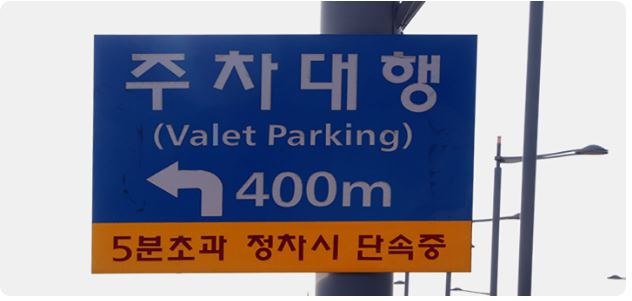 주차대행
(Valet Parking)
400m
5분초과 정차시 단속중